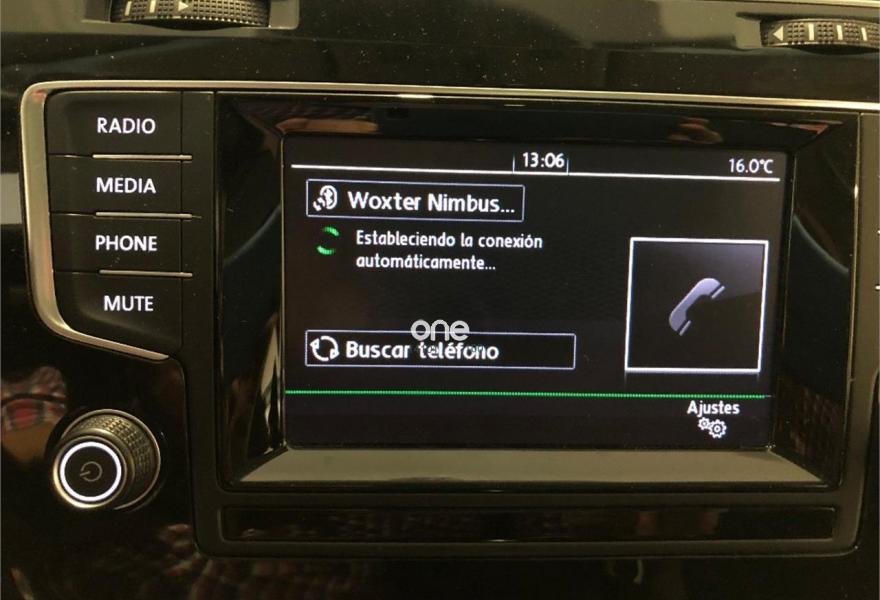 RADIO
MEDIA
PHONE
MUTE
13:06
16.0°C
Woxter Nimbus...
Estableciendo la conexión
automáticamente...
one
Buscar teléfono
Ajustes